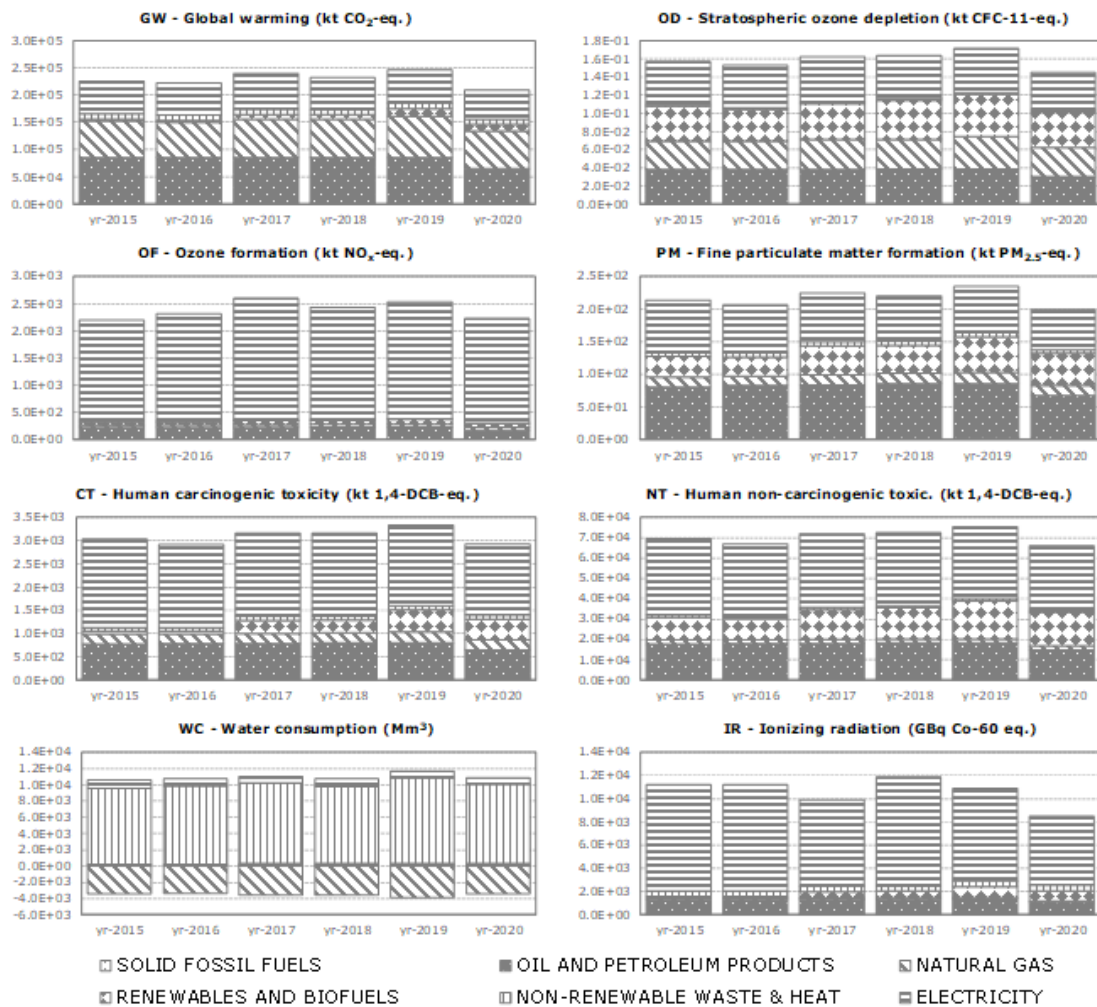 GW - Global warming (kt CO₂-eq.)
3.0E+05
2.5E+05
2.0E+05
1.5E+05
1.0E+05
5.0E+04
0.0E+00
yr-2015 yr-2016 yr-2017 yr-2018 yr-2019 yr-2020
OD - Stratospheric ozone depletion (kt CFC-11-eq.)
1.8E-01
1.6E-01
1.4E-01
1.2E-01
1.0E-01
8.0E-02
6.0E-02
4.0E-02
2.0E-02
0.0E+00
yr-2015 yr-2016 yr-2017 yr-2018 yr-2019 yr-2020
OF - Ozone formation (kt NOₓ-eq.)
3.0E+03
2.5E+03
2.0E+03
1.5E+03
1.0E+03
5.0E+02
0.0E+00
yr-2015 yr-2016 yr-2017 yr-2018 yr-2019 yr-2020
PM - Fine particulate matter formation (kt PM₂.₅-eq.)
2.5E+02
2.0E+02
1.5E+02
1.0E+02
5.0E+01
0.0E+00
yr-2015 yr-2016 yr-2017 yr-2018 yr-2019 yr-2020
CT - Human carcinogenic toxicity (kt 1,4-DCB-eq.)
3.5E+03
3.0E+03
2.5E+03
2.0E+03
1.5E+03
1.0E+03
5.0E+02
0.0E+00
yr-2015 yr-2016 yr-2017 yr-2018 yr-2019 yr-2020
NT - Human non-carcinogenic toxic. (kt 1,4-DCB-eq.)
8.0E+04
7.0E+04
6.0E+04
5.0E+04
4.0E+04
3.0E+04
2.0E+04
1.0E+04
0.0E+00
yr-2015 yr-2016 yr-2017 yr-2018 yr-2019 yr-2020
WC - Water consumption (Mm³)
1.4E+04
1.2E+04
1.0E+04
8.0E+03
6.0E+03
4.0E+03
2.0E+03
0.0E+00
-2.0E+03
-4.0E+03
-6.0E+03
yr-2015 yr-2016 yr-2017 yr-2018 yr-2019 yr-2020
IR - Ionizing radiation (GBq Co-60 eq.)
1.4E+04
1.2E+04
1.0E+04
8.0E+03
6.0E+03
4.0E+03
2.0E+03
0.0E+00
yr-2015 yr-2016 yr-2017 yr-2018 yr-2019 yr-2020
SOLID FOSSIL FUELS OIL AND PETROLEUM PRODUCTS NATURAL GAS
RENEWABLES AND BIOFUELS NON-RENEWABLE WASTE & HEAT ELECTRICITY